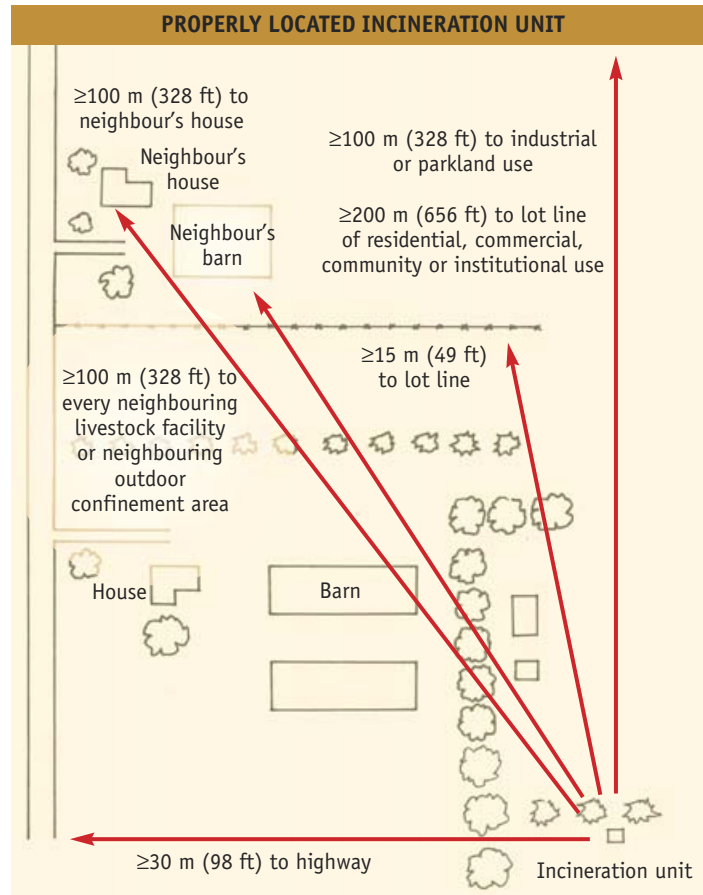 PROPERLY LOCATED INCINERATION UNIT
≥100 m (328 ft) to
neighbour's house
Neighbour's
house
Neighbour's
barn
≥100 m (328 ft) to industrial
or parkland use
≥200 m (656 ft) to lot line
of residential, commercial,
community or institutional use
≥15 m (49 ft)
to lot line
≥100 m (328 ft) to
every neighbouring
livestock facility
or neighbouring
outdoor
confinement area
House
Barn
≥30 m (98 ft) to highway
Incineration unit